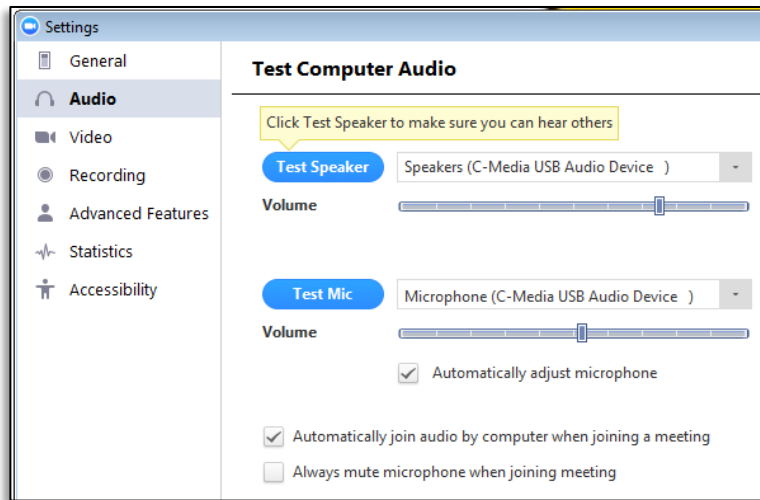 Settings
General
Audio
Video
Recording
Advanced Features
Statistics
Accessibility
Test Computer Audio
Click Test Speaker to make sure you can hear others
Test Speaker
Speakers (C-Media USB Audio Device )
Volume
Test Mic
Microphone (C-Media USB Audio Device )
Volume
Automatically adjust microphone
Automatically join audio by computer when joining a meeting
Always mute microphone when joining meeting